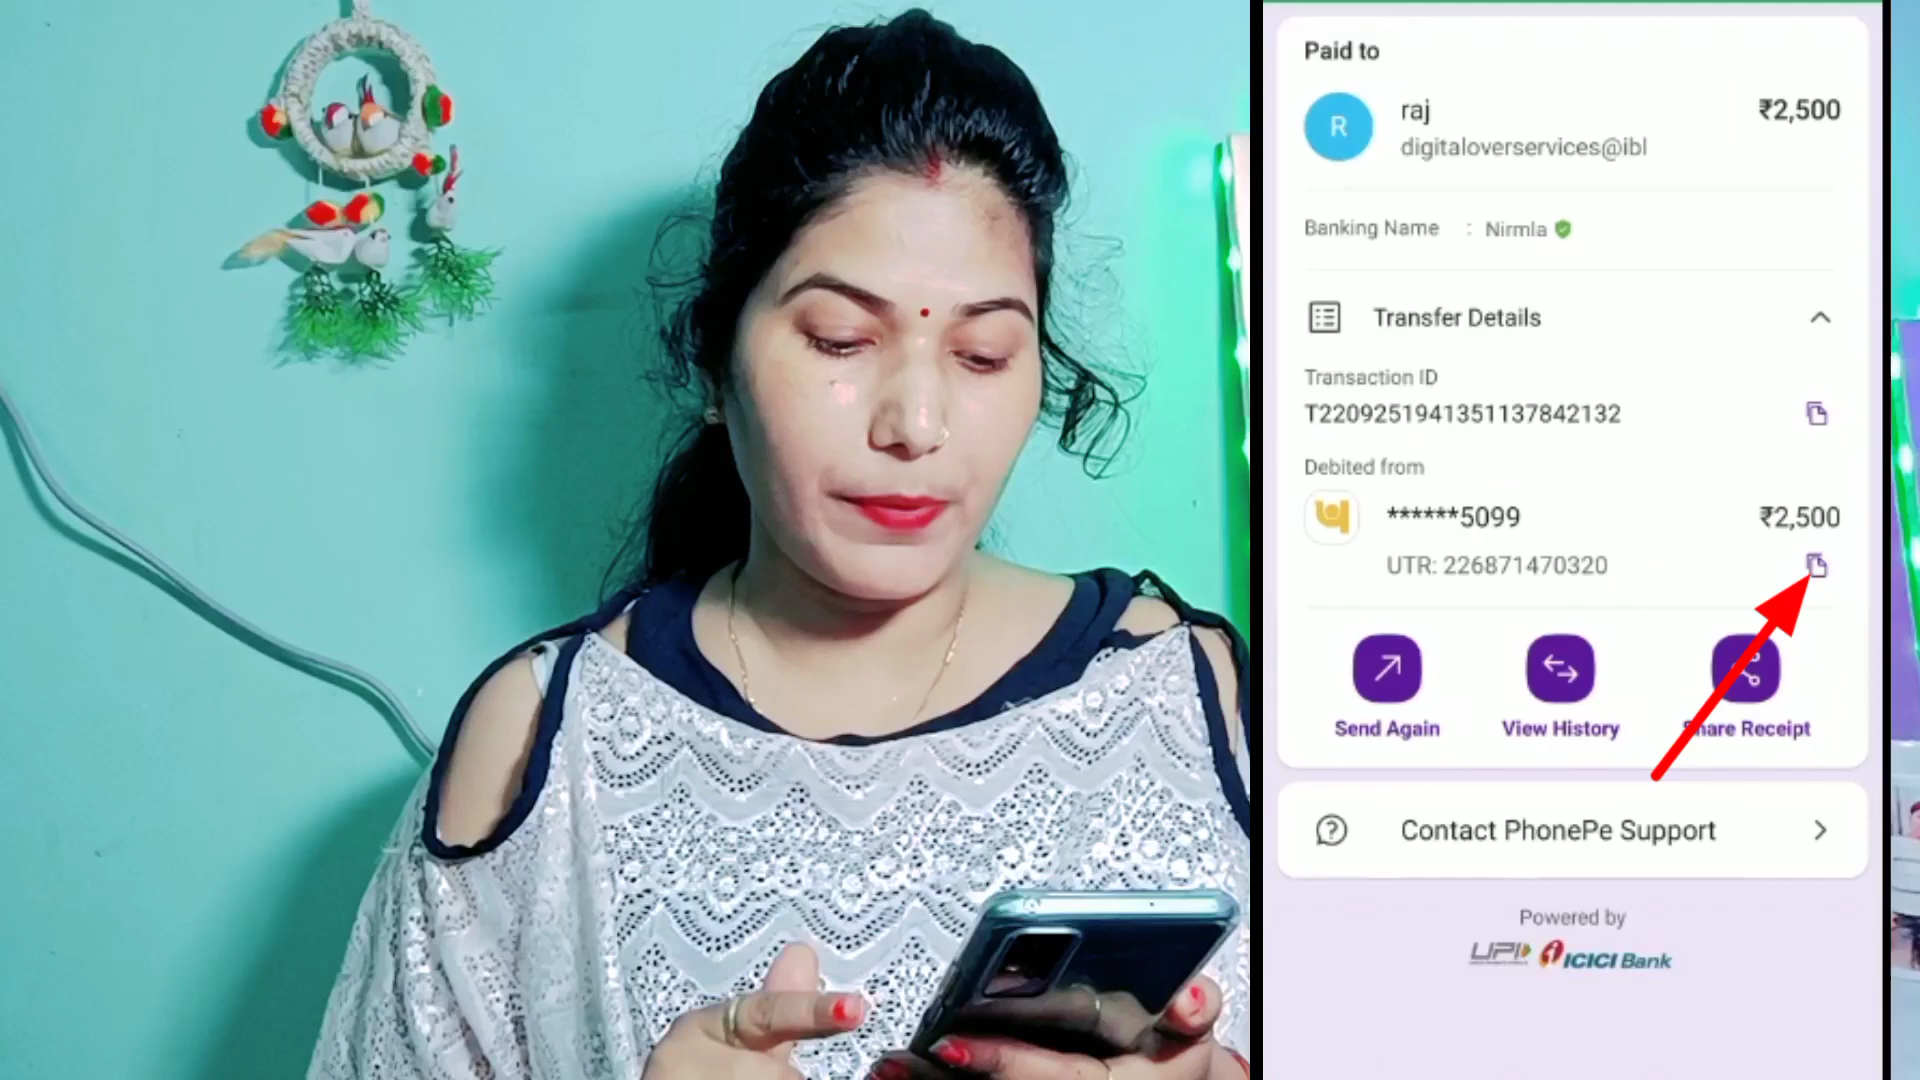 Paid to
R
raj
₹2,500
digitaloverservices@ibl
Banking Name : Nirmla
Transfer Details
Transaction ID
T2209251941351137842132
Debited from
******5099
₹2,500
UTR: 226871470320
Send Again
View History
Share Receipt
Contact PhonePe Support
Powered by
UPI ICICI Bank